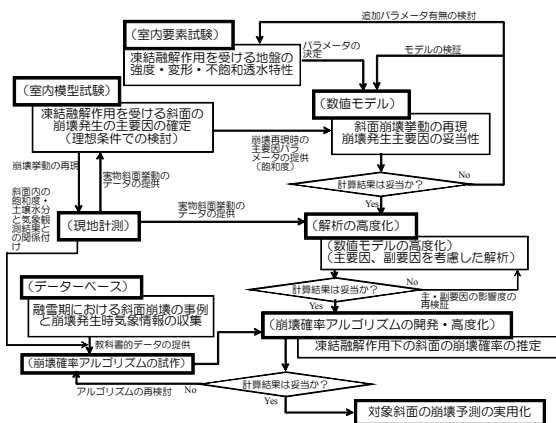 追加パラメータ有無の検討
（室内要素試験）
パラメータの
決定
モデルの検証
凍結融解作用を受ける地盤の
強度・変形・不飽和透水特性
（室内模型試験）
（数値モデル）
凍結融解作用を受ける斜面の
崩壊発生の主要因の確定
（理想条件での検討）
斜面崩壊挙動の再現
崩壊発生主要因の妥当性
崩壊再現時の
主要因パラ
メータの提供
（飽和度）
崩壊挙動の再現
実物斜面挙動の
データの提供
計算結果は妥当か？
No
Yes
斜面内の
飽和度・
土壌水分
と気象観
測結果と
の関係付
け
（現地計測）
実物斜面挙動の
データの提供
（解析の高度化）
（数値モデルの高度化）
（主要因、副要因を考慮した解析）
計算結果は妥当か？
No
主・副要因の影響度の
再検証
Yes
（データーベース）
融雪期における斜面崩壊の事例
と崩壊発生時気象情報の収集
（崩壊確率アルゴリズムの開発・高度化）
凍結融解作用下の斜面の崩壊確率の推定
教科書的データの提供
（崩壊確率アルゴリズムの試作）
計算結果は妥当か？
No
アルゴリズムの再検討
Yes
対象斜面の崩壊予測の実用化